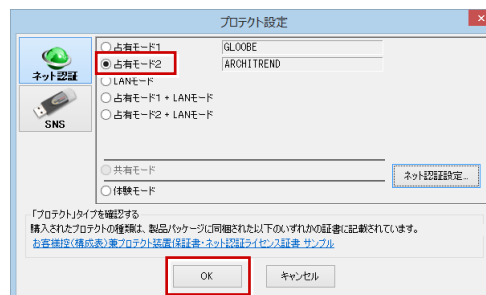 プロテクト設定
×
ネット認証
SNS
占有モード1 GLOOBE
占有モード2 ARCHITREND
LANモード
占有モード1 + LANモード
占有モード2 + LANモード
共有モード
ネット認証設定...
体験モード
「プロテクト」タイプを確認する
購入されたプロテクトの種類は、製品パッケージに同梱された以下のいずれかの証書に記載されています。
お客様控(構成表)兼プロテクト装置保証書・ネット認証ライセンス証書 サンプル
OK キャンセル